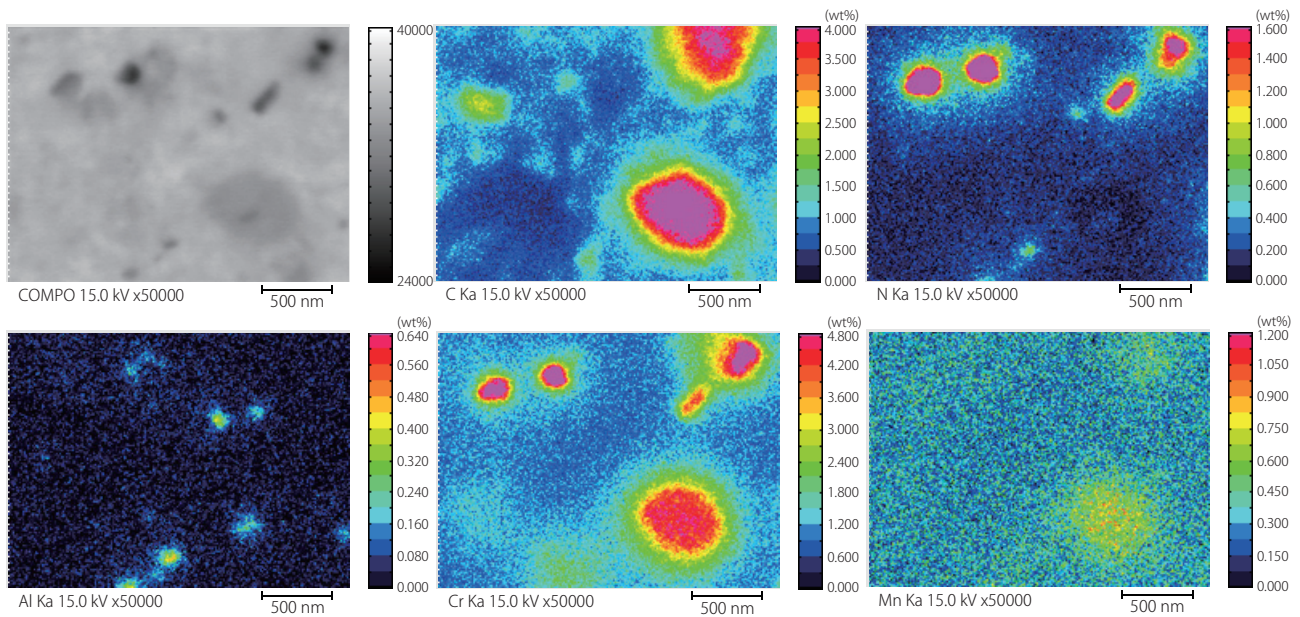 (wt%)
(wt%)
40000
24000
4.000
3.500
3.000
2.500
2.000
1.500
1.000
0.500
0.000
1.600
1.400
1.200
1.000
0.800
0.600
0.400
0.200
0.000
COMPO 15.0 kV x50000
500 nm
C Ka 15.0 kV x50000
500 nm
N Ka 15.0 kV x50000
500 nm
(wt%)
(wt%)
(wt%)
0.640
0.560
0.480
0.400
0.320
0.240
0.160
0.080
0.000
4.800
4.200
3.600
3.000
2.400
1.800
1.200
0.600
0.000
1.200
1.050
0.900
0.750
0.600
0.450
0.300
0.150
0.000
Al Ka 15.0 kV x50000
500 nm
Cr Ka 15.0 kV x50000
500 nm
Mn Ka 15.0 kV x50000
500 nm